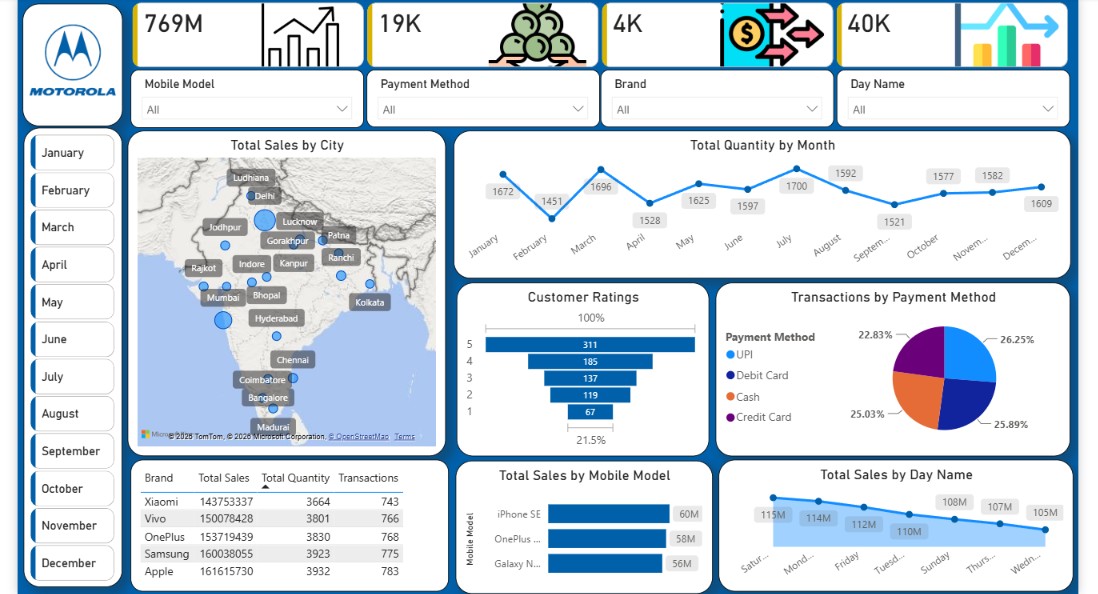 769M
19K
4K
40K
MOTOROLA
Mobile Model
All
Payment Method
All
Brand
All
Day Name
All
January
February
March
April
May
June
July
August
September
October
November
December
Total Sales by City
Ludhiana
Delhi
Jodhpur
Lucknow
Gorakhpur
Patna
Rajkot
Indore
Kanpur
Ranchi
Mumbai
Bhopal
Kolkata
Hyderabad
Chennai
Coimbatore
Bangalore
Madurai
© 2026 TomTom, © 2026 Microsoft Corporation, © OpenStreetMap Terms
Total Quantity by Month
1672
1451
1696
1528
1625
1597
1700
1592
1521
1577
1582
1609
January
February
March
April
May
June
July
August
Septem...
October
Novem...
Decem...
Customer Ratings
100%
5 311
4 185
3 137
2 119
1 67
21.5%
Transactions by Payment Method
Payment Method
UPI
Debit Card
Cash
Credit Card
22.83%
26.25%
25.03%
25.89%
Brand Total Sales Total Quantity Transactions
Xiaomi 143753337 3664 743
Vivo 150078428 3801 766
OnePlus 153719439 3830 768
Samsung 160038055 3923 775
Apple 161615730 3932 783
Total Sales by Mobile Model
Mobile Model
iPhone SE 60M
OnePlus ... 58M
Galaxy N... 56M
Total Sales by Day Name
115M
114M
112M
110M
108M
107M
105M
Satur...
Mond...
Friday
Tuesd...
Sunday
Thurs...
Wedn...